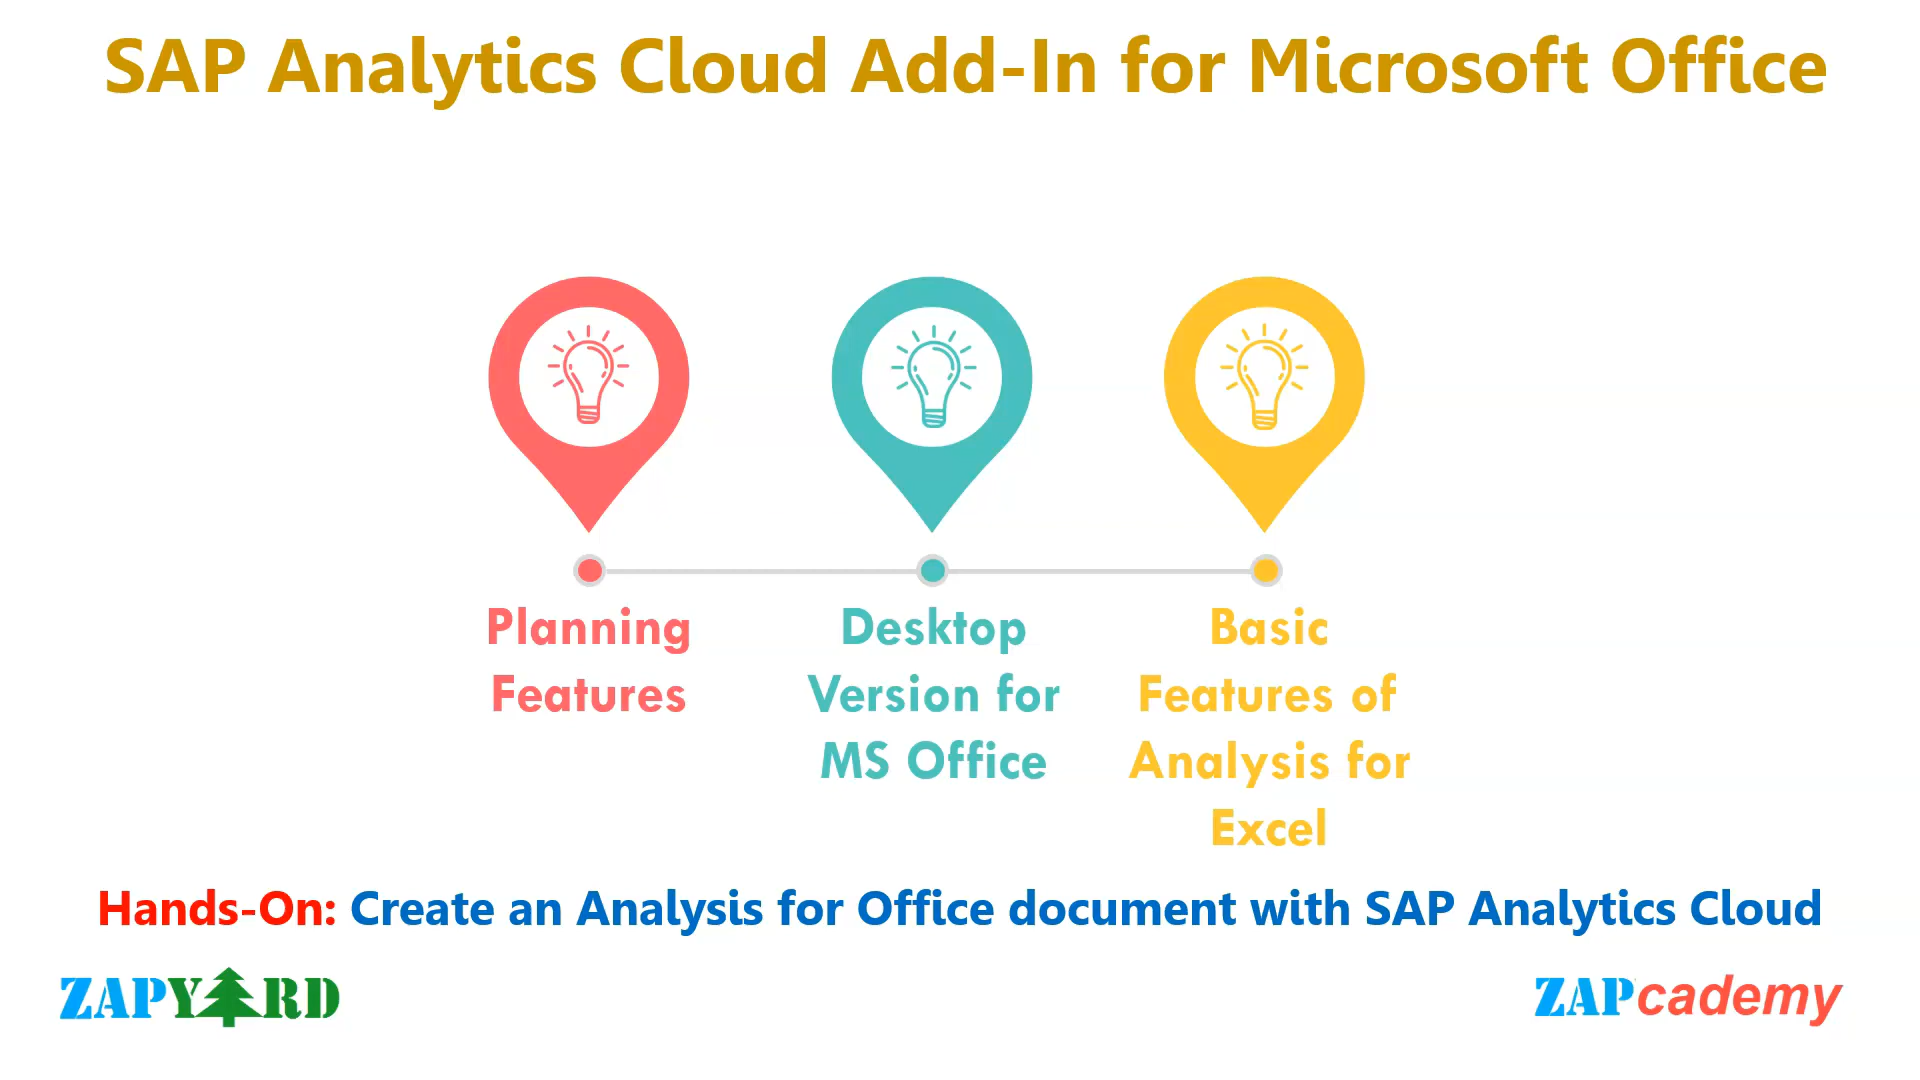 SAP Analytics Cloud Add-In for Microsoft Office
Planning
Features
Desktop
Version for
MS Office
Basic
Features of
Analysis for
Excel
Hands-On: Create an Analysis for Office document with SAP Analytics Cloud
ZAPYARD
ZAPcademy